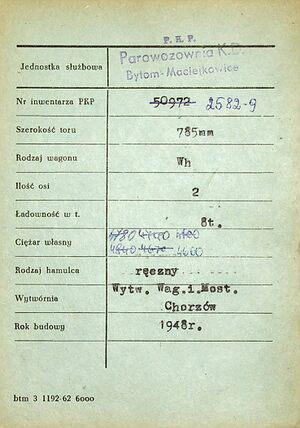 P. K. P.
Parowozownia K.D.
Bytom-Maciejkowice
Jednostka służbowa
Nr inwentarza PKP 50972 2582-9
Szerokość toru 785mm
Rodzaj wagonu Wh
Ilość osi 2
Ładowność w t. 8t.
Ciężar własny 4600
Rodzaj hamulca ręczny
Wytwórnia Wytw. Wag.i.Most.
Chorzów
Rok budowy 1948r.
btm 3 1192-62 6000